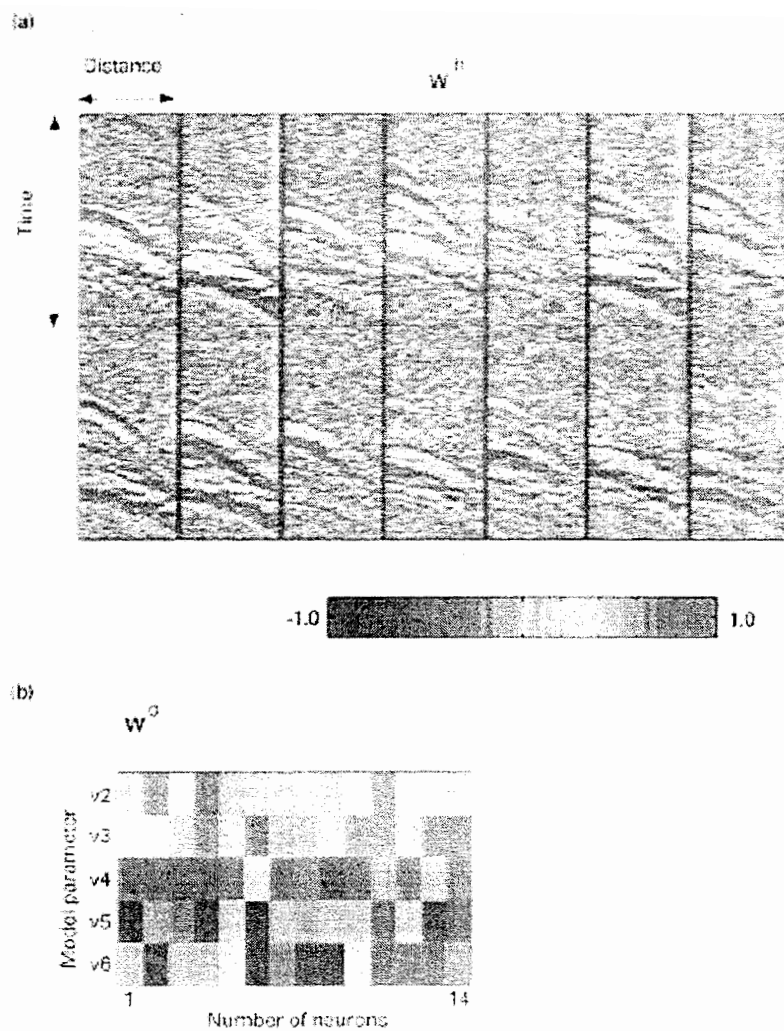 (a)
Distance
w h
Time
-1.0 1.0
(b)
w o
Model parameter
v2
v3
v4
v5
v6
1 14
Number of neurons